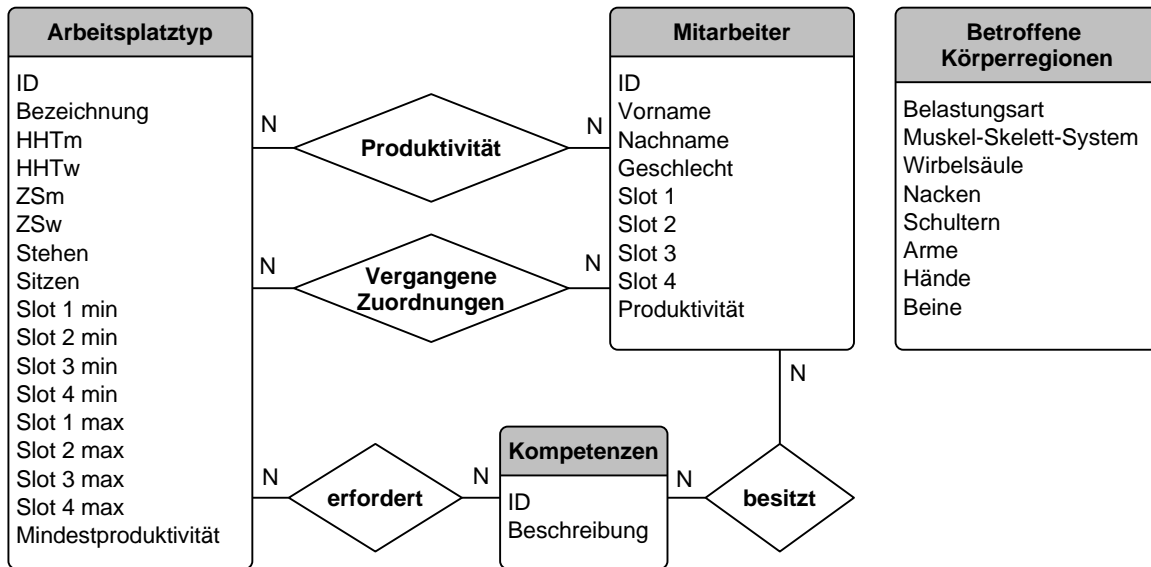 Arbeitsplatztyp
ID
Bezeichnung
HHTm
HHTw
ZSm
ZSw
Stehen
Sitzen
Slot 1 min
Slot 2 min
Slot 3 min
Slot 4 min
Slot 1 max
Slot 2 max
Slot 3 max
Slot 4 max
Mindestproduktivität
N
Produktivität
N
N
Vergangene
Zuordnungen
N
N
erfordert
N
Mitarbeiter
ID
Vorname
Nachname
Geschlecht
Slot 1
Slot 2
Slot 3
Slot 4
Produktivität
N
Kompetenzen
ID
Beschreibung
N
besitzt
Betroffene
Körperregionen
Belastungsart
Muskel-Skelett-System
Wirbelsäule
Nacken
Schultern
Arme
Hände
Beine